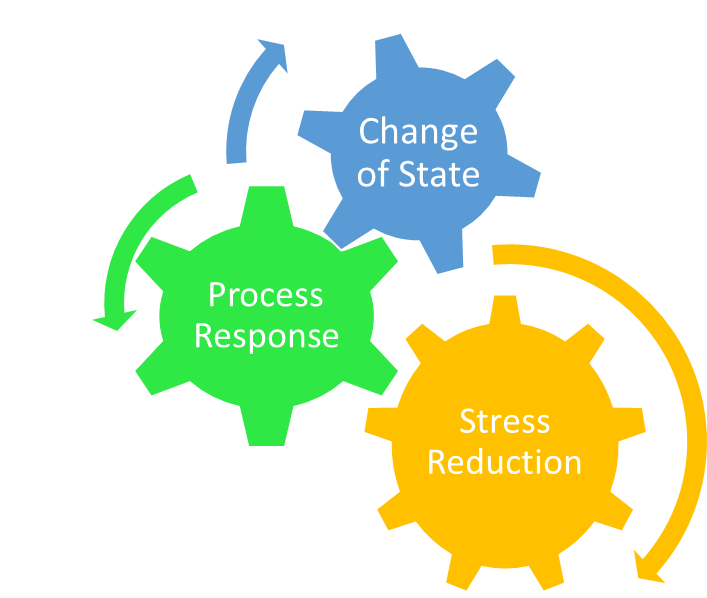 Change
of State
Process
Response
Stress
Reduction